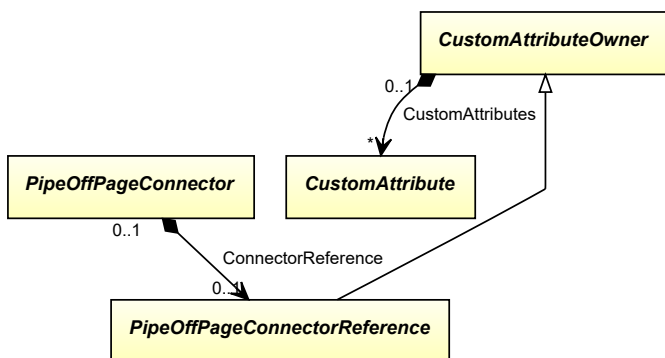 CustomAttributeOwner
0..1
CustomAttributes
*
PipeOffPageConnector
CustomAttribute
0..1
ConnectorReference
0..1
PipeOffPageConnectorReference